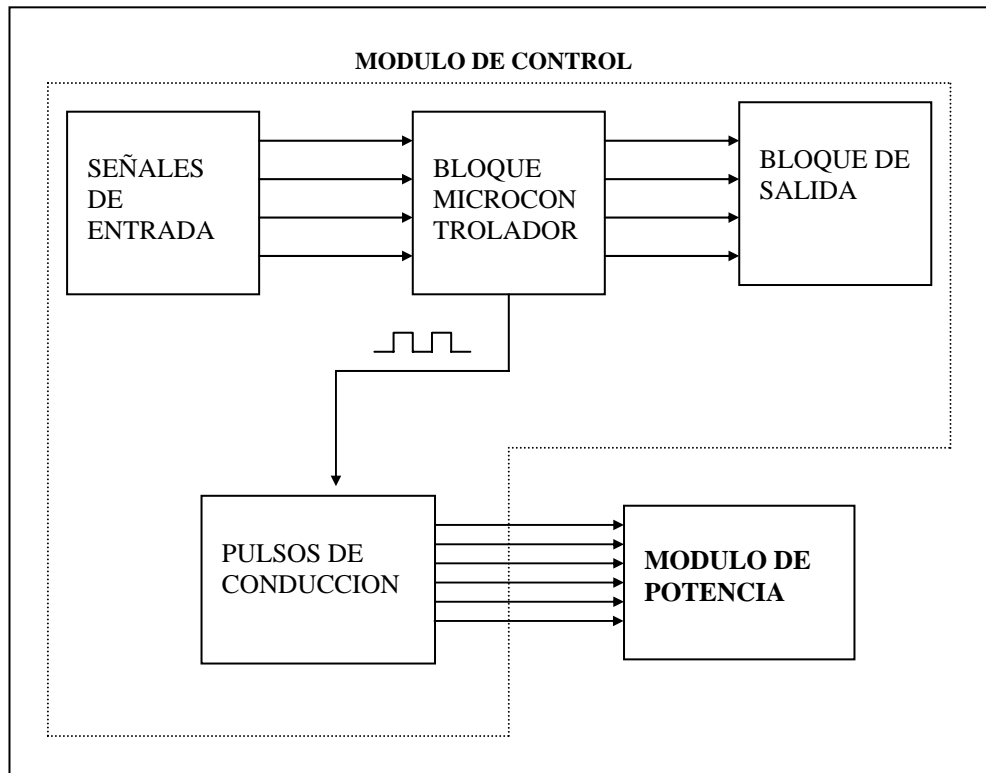 MODULO DE CONTROL
SEÑALES
DE
ENTRADA
BLOQUE
MICROCON
TROLADOR
BLOQUE DE
SALIDA
PULSOS DE
CONDUCCION
MODULO DE
POTENCIA